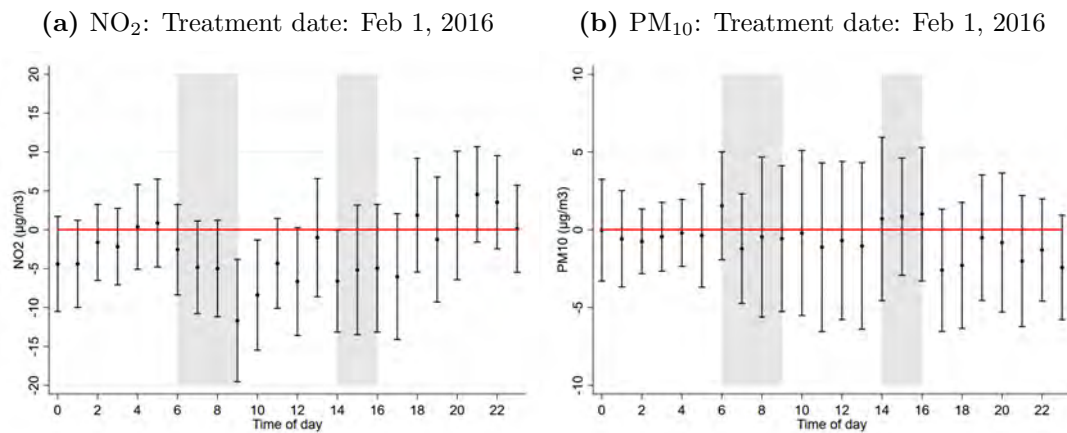 (a) NO₂: Treatment date: Feb 1, 2016
20
15
10
5
0
-5
-10
-15
-20
NO2 (µg/m3)
0 2 4 6 8 10 12 14 16 18 20 22
Time of day
(b) PM₁₀: Treatment date: Feb 1, 2016
10
5
0
-5
-10
PM10 (µg/m3)
0 2 4 6 8 10 12 14 16 18 20 22
Time of day